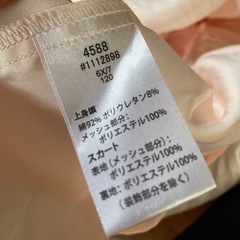 4588
#1112898
6X/7
120
上身頃
綿92% ポリウレタン8%
メッシュ部分:
ポリエステル100%
スカート
表地(メッシュ部分):
ポリエステル100%
裏地:ポリエステル100%
(装飾部分を除く)